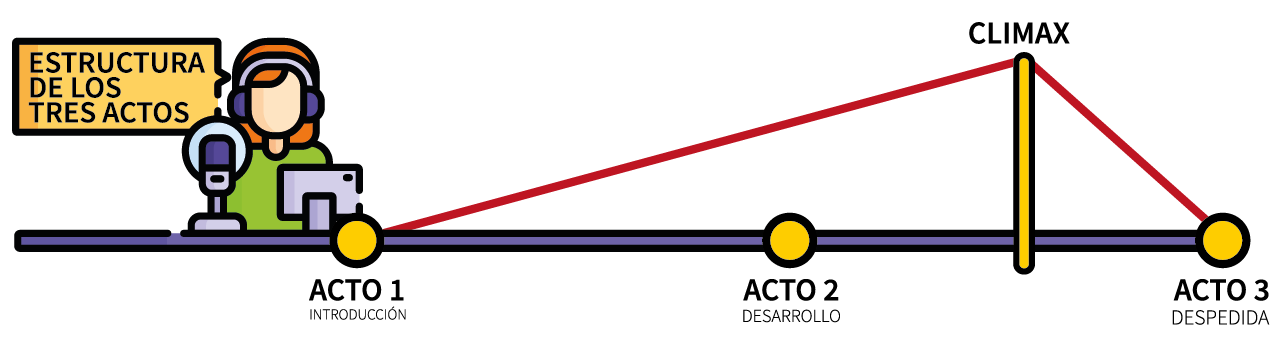 ESTRUCTURA
DE LOS
TRES ACTOS
CLIMAX
ACTO 1
INTRODUCCIÓN
ACTO 2
DESARROLLO
ACTO 3
DESPEDIDA